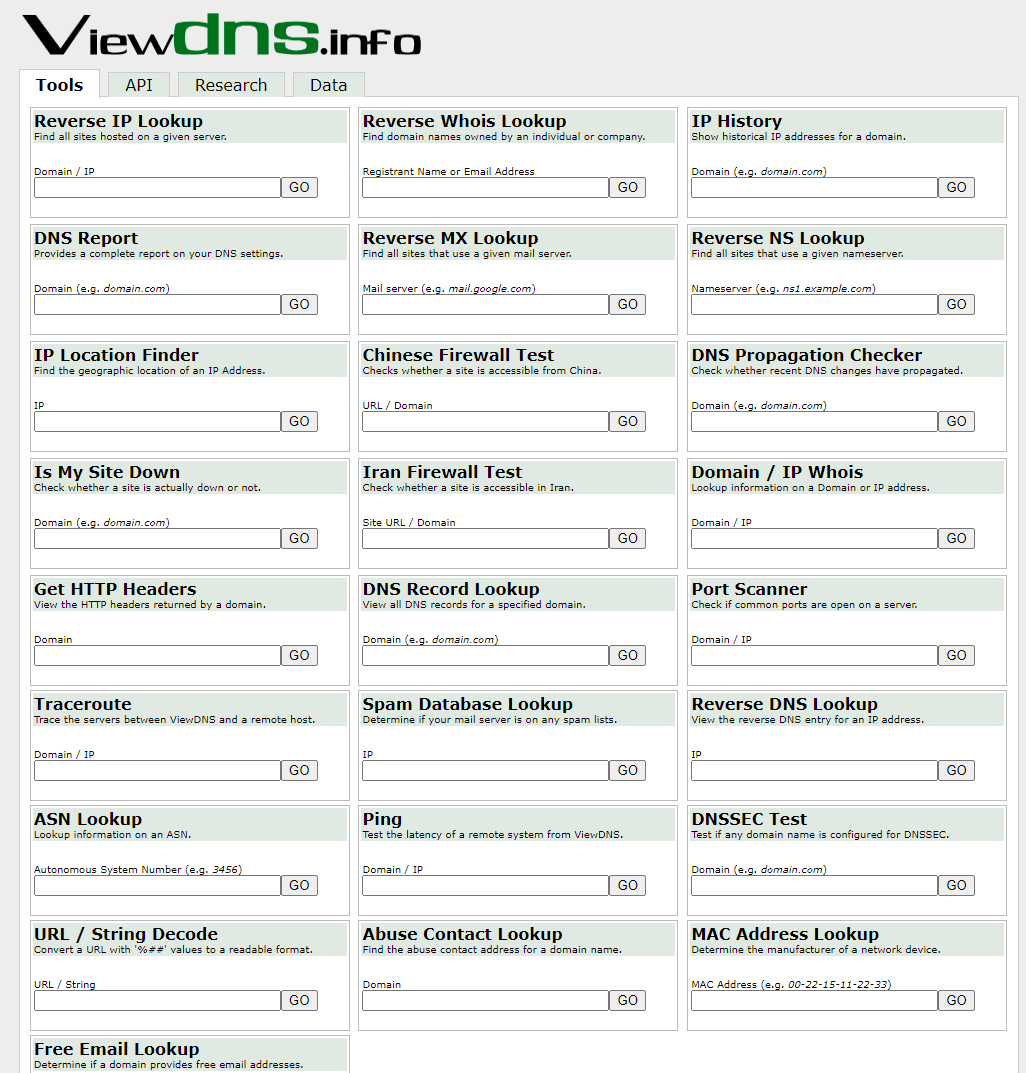 Viewdns.info
Tools API Research Data
Reverse IP Lookup
Find all sites hosted on a given server.
Domain / IP
GO
Reverse Whois Lookup
Find domain names owned by an individual or company.
Registrant Name or Email Address
GO
IP History
Show historical IP addresses for a domain.
Domain (e.g. domain.com)
GO
DNS Report
Provides a complete report on your DNS settings.
Domain (e.g. domain.com)
GO
Reverse MX Lookup
Find all sites that use a given mail server.
Mail server (e.g. mail.google.com)
GO
Reverse NS Lookup
Find all sites that use a given nameserver.
Nameserver (e.g. ns1.example.com)
GO
IP Location Finder
Find the geographic location of an IP Address.
IP
GO
Chinese Firewall Test
Checks whether a site is accessible from China.
URL / Domain
GO
DNS Propagation Checker
Check whether recent DNS changes have propagated.
Domain (e.g. domain.com)
GO
Is My Site Down
Check whether a site is actually down or not.
Domain (e.g. domain.com)
GO
Iran Firewall Test
Check whether a site is accessible in Iran.
Site URL / Domain
GO
Domain / IP Whois
Lookup information on a Domain or IP address.
Domain / IP
GO
Get HTTP Headers
View the HTTP headers returned by a domain.
Domain
GO
DNS Record Lookup
View all DNS records for a specified domain.
Domain (e.g. domain.com)
GO
Port Scanner
Check if common ports are open on a server.
Domain / IP
GO
Traceroute
Trace the servers between ViewDNS and a remote host.
Domain / IP
GO
Spam Database Lookup
Determine if your mail server is on any spam lists.
IP
GO
Reverse DNS Lookup
View the reverse DNS entry for an IP address.
IP
GO
ASN Lookup
Lookup information on an ASN.
Autonomous System Number (e.g. 3456)
GO
Ping
Test the latency of a remote system from ViewDNS.
Domain / IP
GO
DNSSEC Test
Test if any domain name is configured for DNSSEC.
Domain (e.g. domain.com)
GO
URL / String Decode
Convert a URL with '%##' values to a readable format.
URL / String
GO
Abuse Contact Lookup
Find the abuse contact address for a domain name.
Domain
GO
MAC Address Lookup
Determine the manufacturer of a network device.
MAC Address (e.g. 00-22-15-11-22-33)
GO
Free Email Lookup
Determine if a domain provides free email addresses.